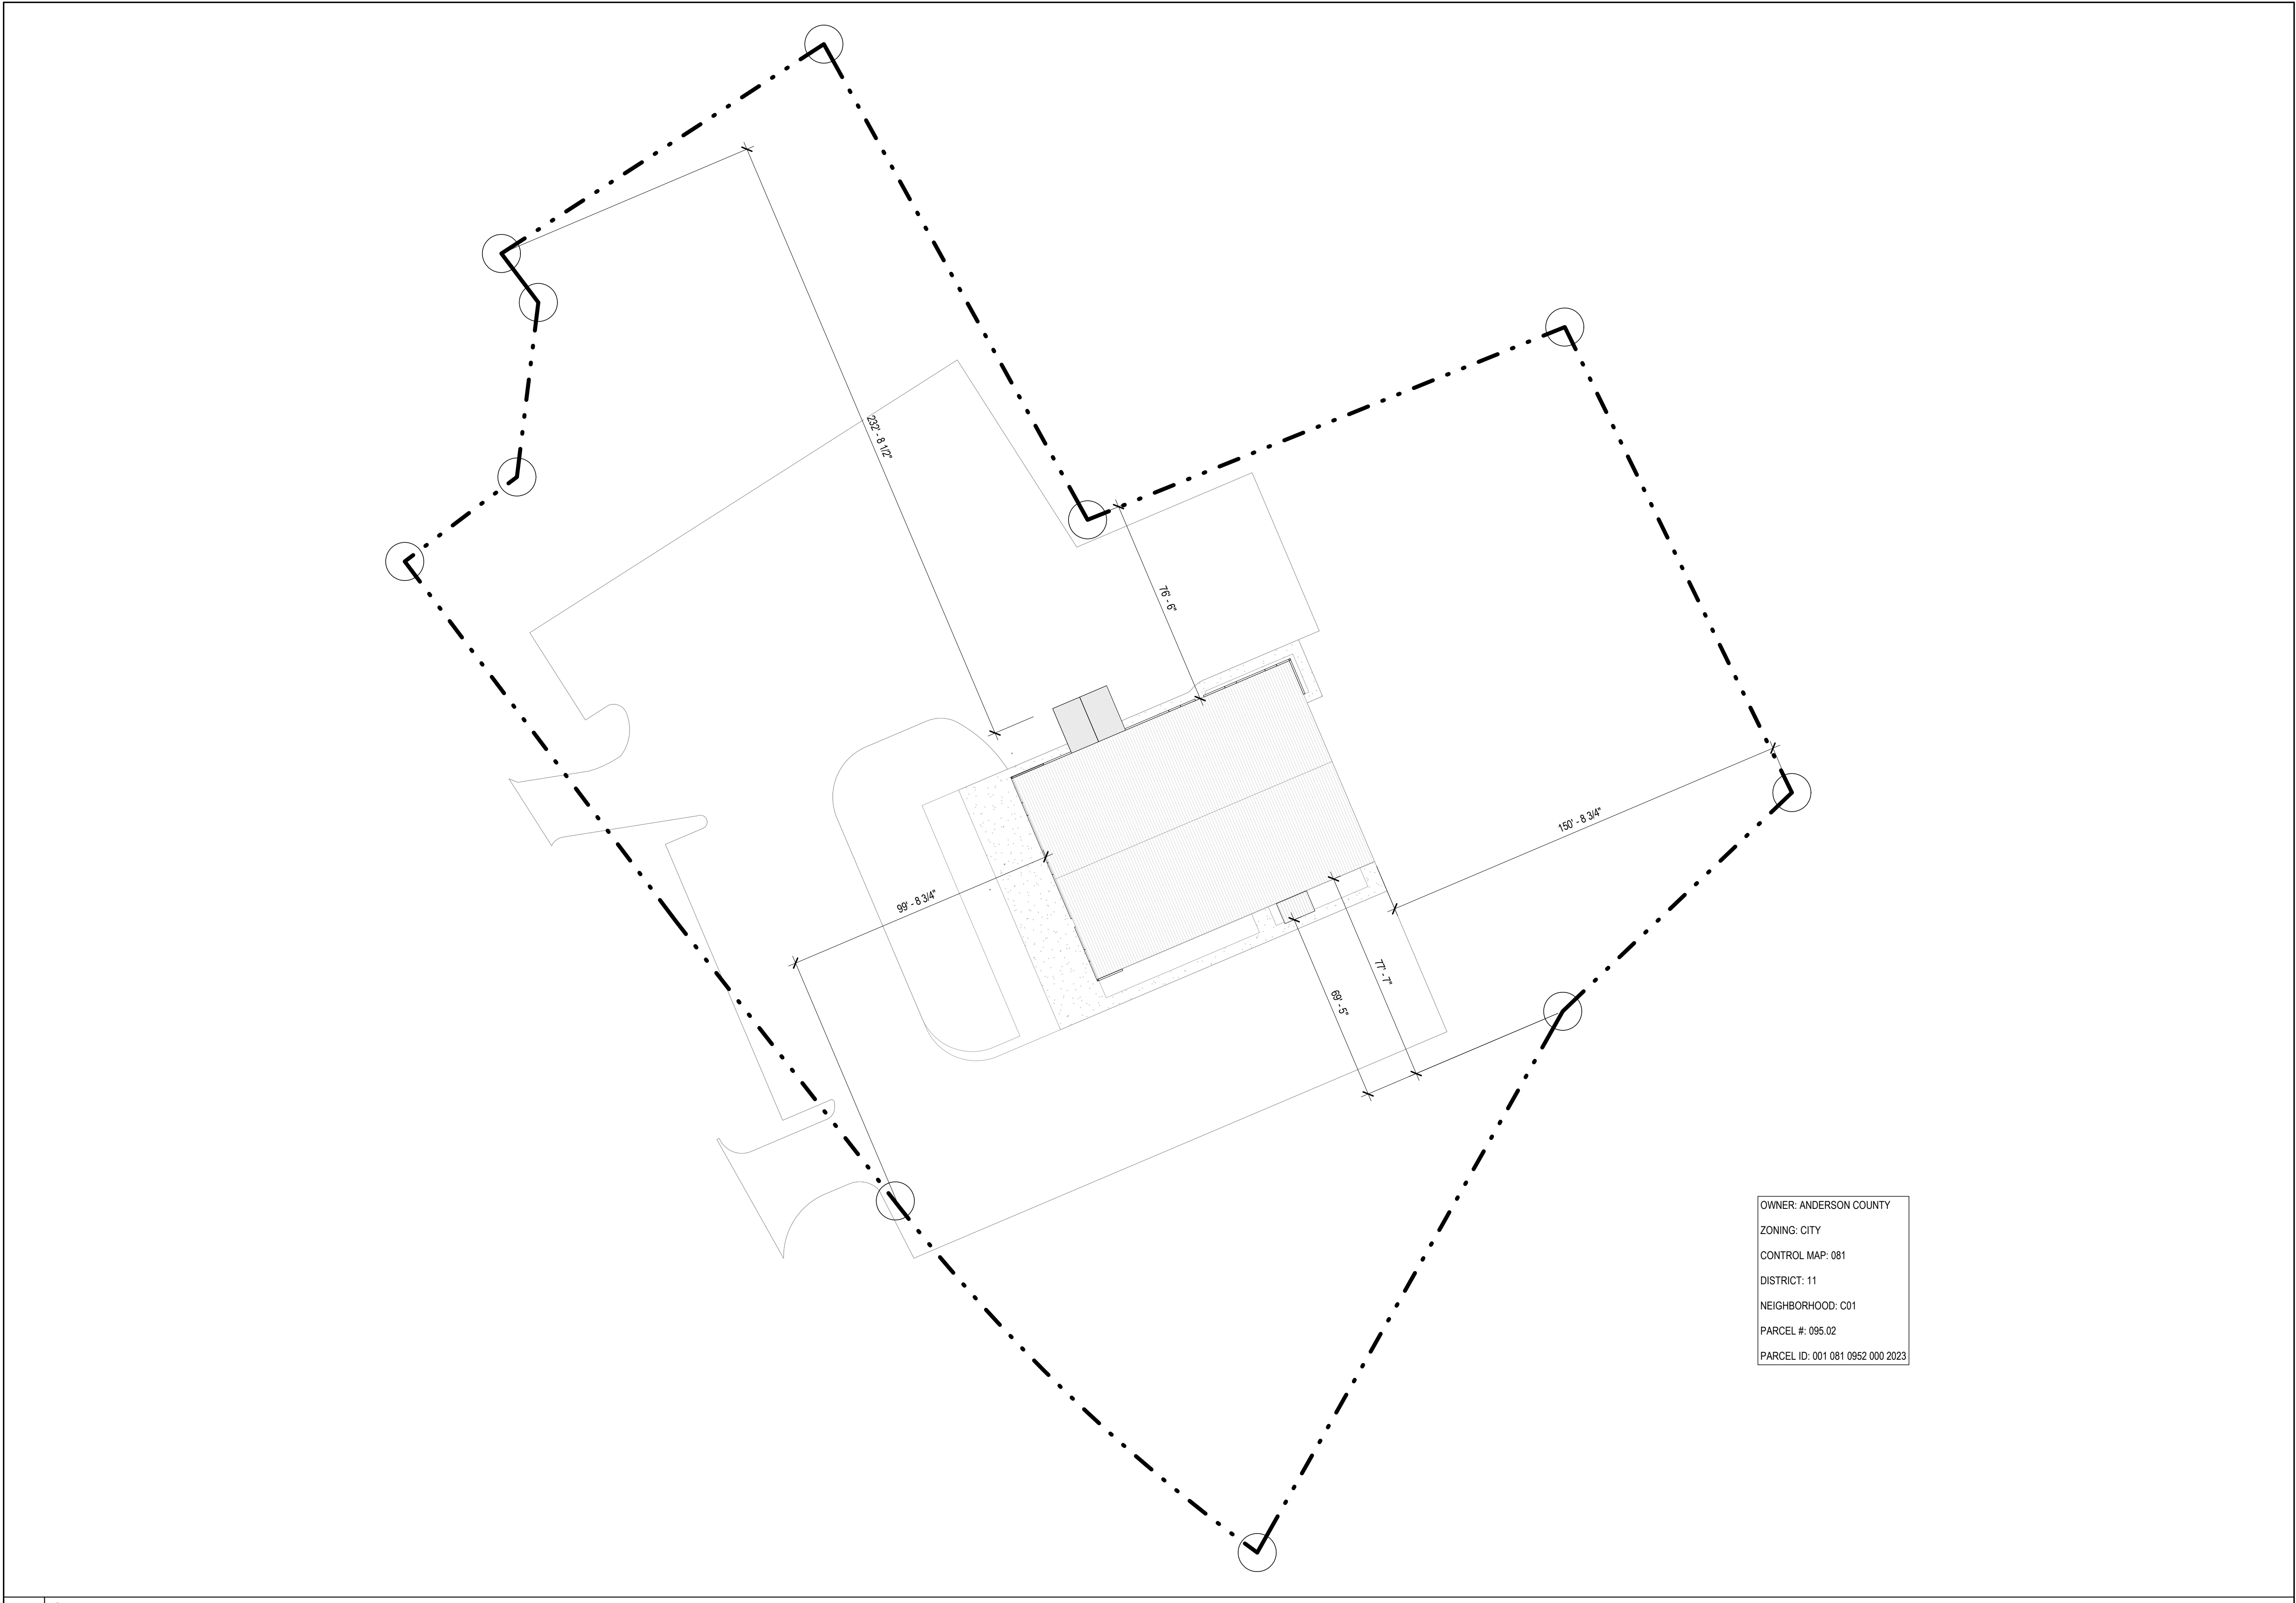 232' - 8 1/2"
76' - 6"
150' - 8 3/4"
99' - 8 3/4"
77' - 7"
69' - 5"
OWNER: ANDERSON COUNTY
ZONING: CITY
CONTROL MAP: 081
DISTRICT: 11
NEIGHBORHOOD: C01
PARCEL #: 095.02
PARCEL ID: 001 081 0952 000 2023